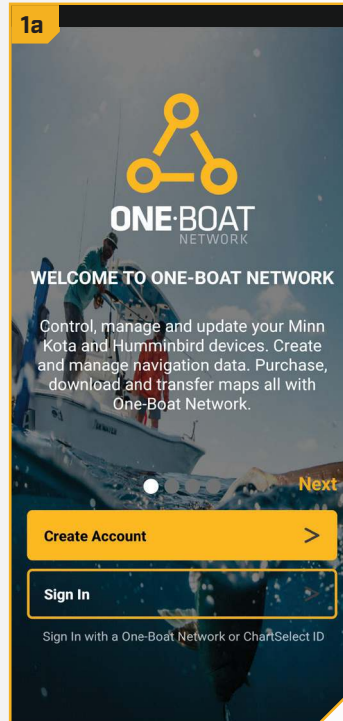 1a
ONE·BOAT
NETWORK
WELCOME TO ONE-BOAT NETWORK
Control, manage and update your Minn
Kota and Humminbird devices. Create
and manage navigation data. Purchase,
download and transfer maps all with
One-Boat Network.
Next
Create Account >
Sign In >
Sign In with a One-Boat Network or ChartSelect ID